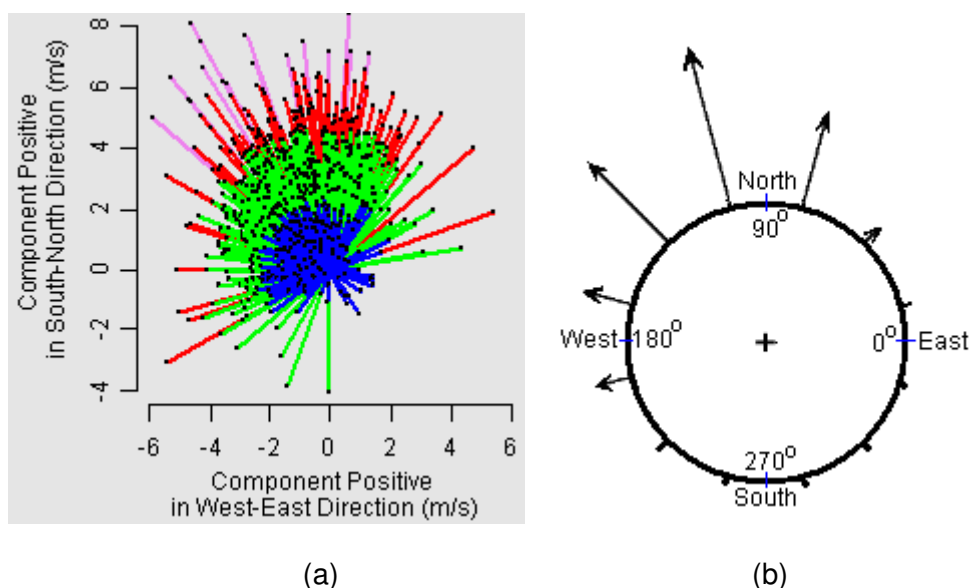 Component Positive
in South-North Direction (m/s)
8
6
4
2
0
-2
-4
-6 -4 -2 0 2 4 6
Component Positive
in West-East Direction (m/s)
(a)
North
90°
West 180° 0° East
270°
South
(b)